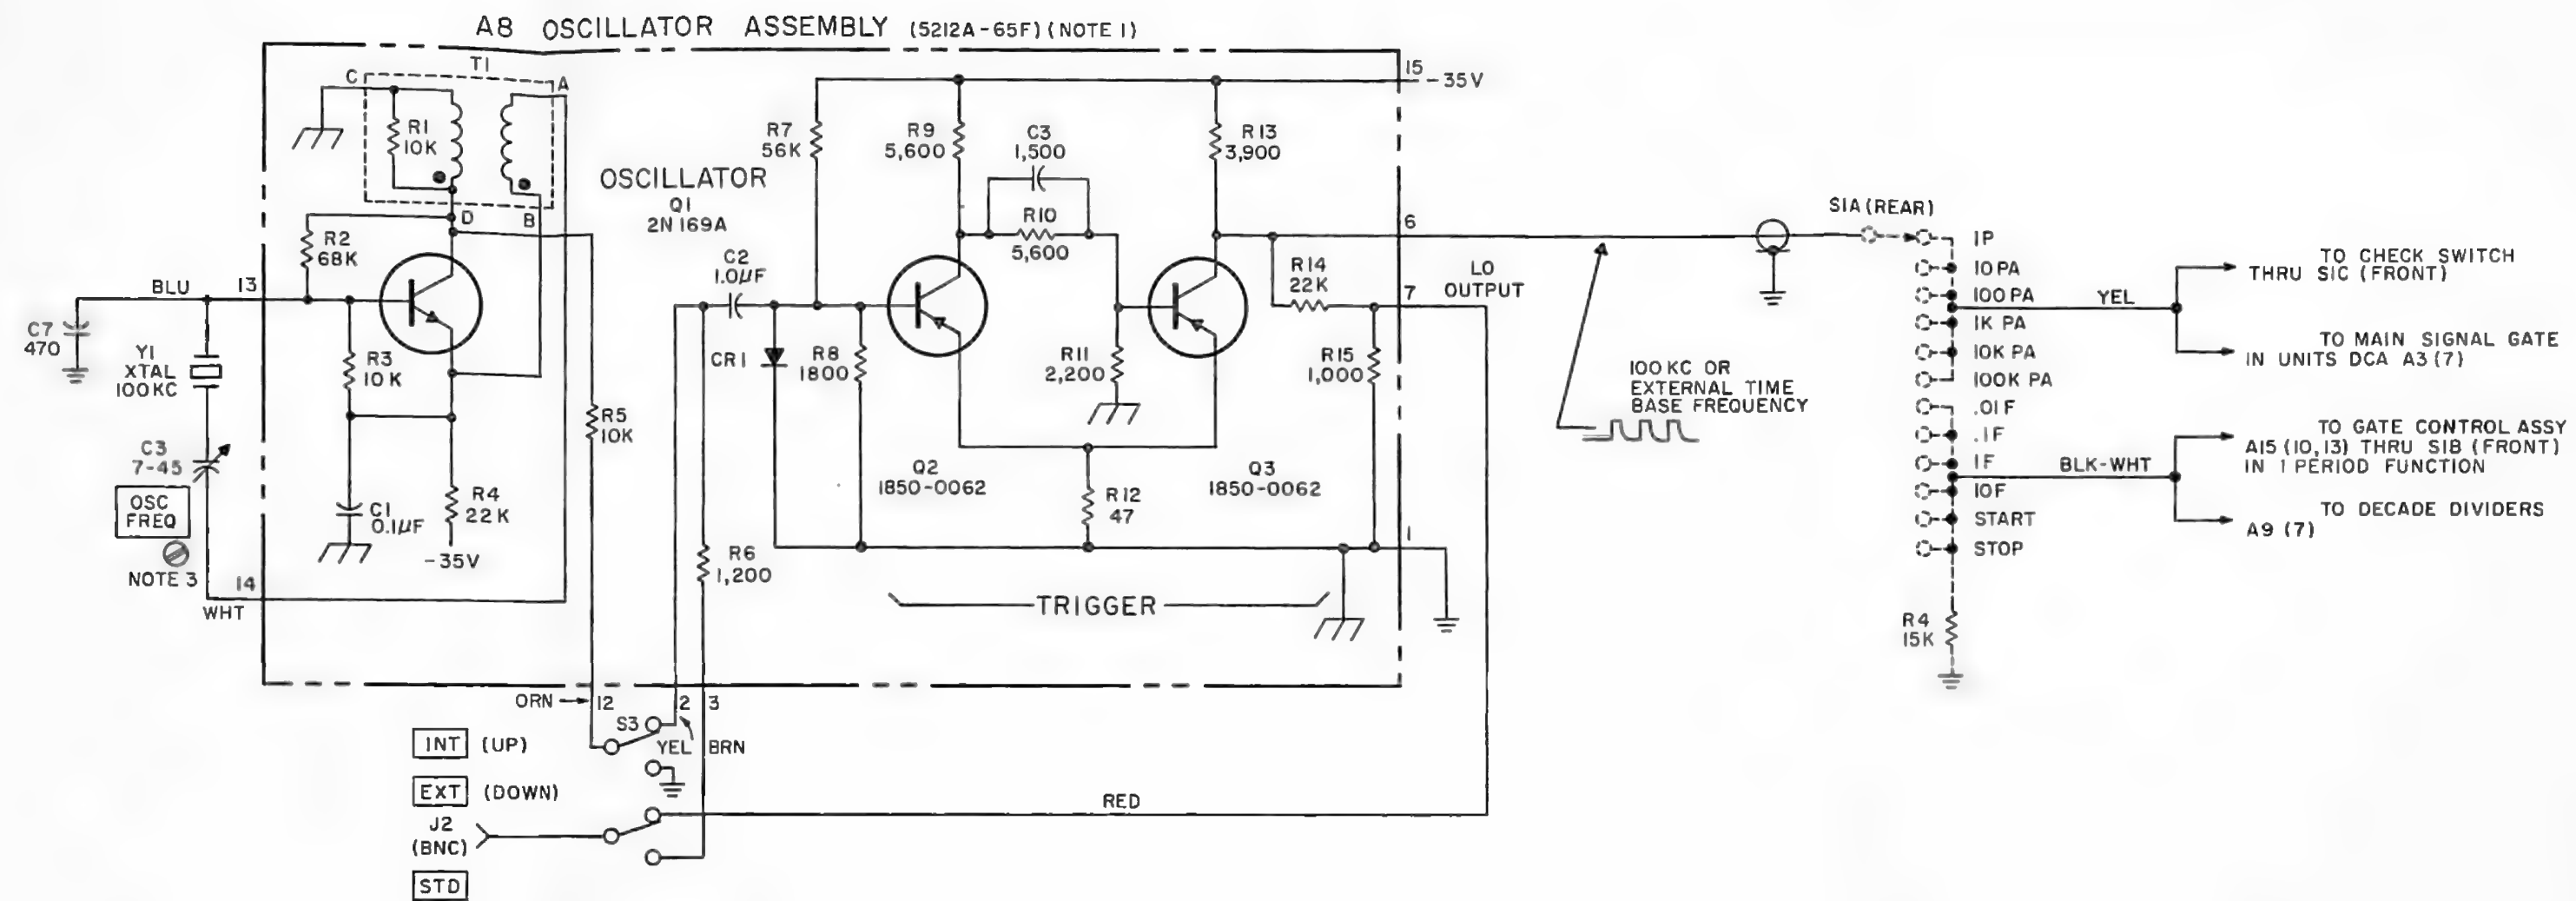 A8 OSCILLATOR ASSEMBLY (5212A-65F) (NOTE 1)
C
T1
A
15
-35V
R1
10K
D
B
OSCILLATOR
Q1
2N169A
R7
56K
R9
5,600
C3
1,500
R10
5,600
R13
3,900
R2
68K
C2
1.0µF
BLU
13
C7
470
Y1
XTAL
100KC
R3
10K
CR1
R8
1800
R11
2,200
R14
22K
R15
1,000
6
7
LO
OUTPUT
S1A (REAR)
1P
10PA
100PA
1K PA
10K PA
100K PA
.01F
.1F
1F
10F
START
STOP
YEL
TO CHECK SWITCH
THRU S1C (FRONT)
TO MAIN SIGNAL GATE
IN UNITS DCA A3 (7)
100KC OR
EXTERNAL TIME
BASE FREQUENCY
BLK-WHT
TO GATE CONTROL ASSY
A15 (10,13) THRU S1B (FRONT)
IN 1 PERIOD FUNCTION
TO DECADE DIVIDERS
A9 (7)
R4
15K
C3
7-45
OSC
FREQ
NOTE 3
14
WHT
C1
0.1µF
R4
22K
-35V
R5
10K
R6
1,200
Q2
1850-0062
R12
47
Q3
1850-0062
1
TRIGGER
ORN
12
2
3
S3
YEL
BRN
INT (UP)
EXT (DOWN)
J2
(BNC)
STD
RED